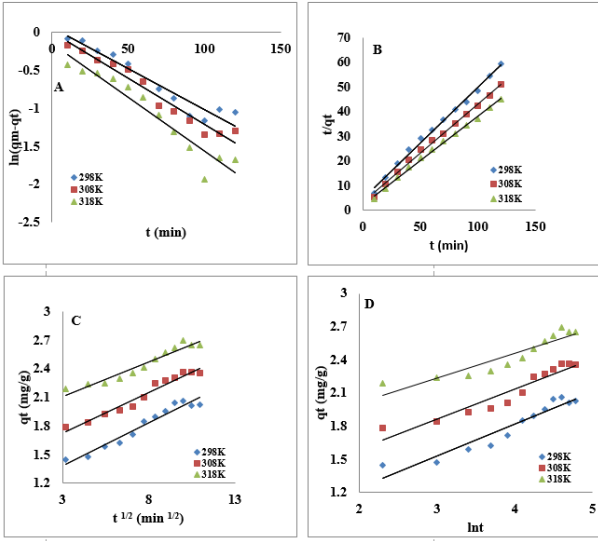 0
0 50 100 150
-0.5
-1
-1.5
-2
-2.5
A
ln(qm-qt)
t (min)
298K
308K
318K
70
60
50
40
30
20
10
0
0 50 100 150
B
t/qt
t (min)
298K
308K
318K
3
2.7
2.4
2.1
1.8
1.5
1.2
3 8 13
C
qt (mg/g)
t 1/2 (min 1/2)
298K
308K
318K
3
2.7
2.4
2.1
1.8
1.5
1.2
2 3 4 5
D
qt (mg/g)
lnt
298K
308K
318K